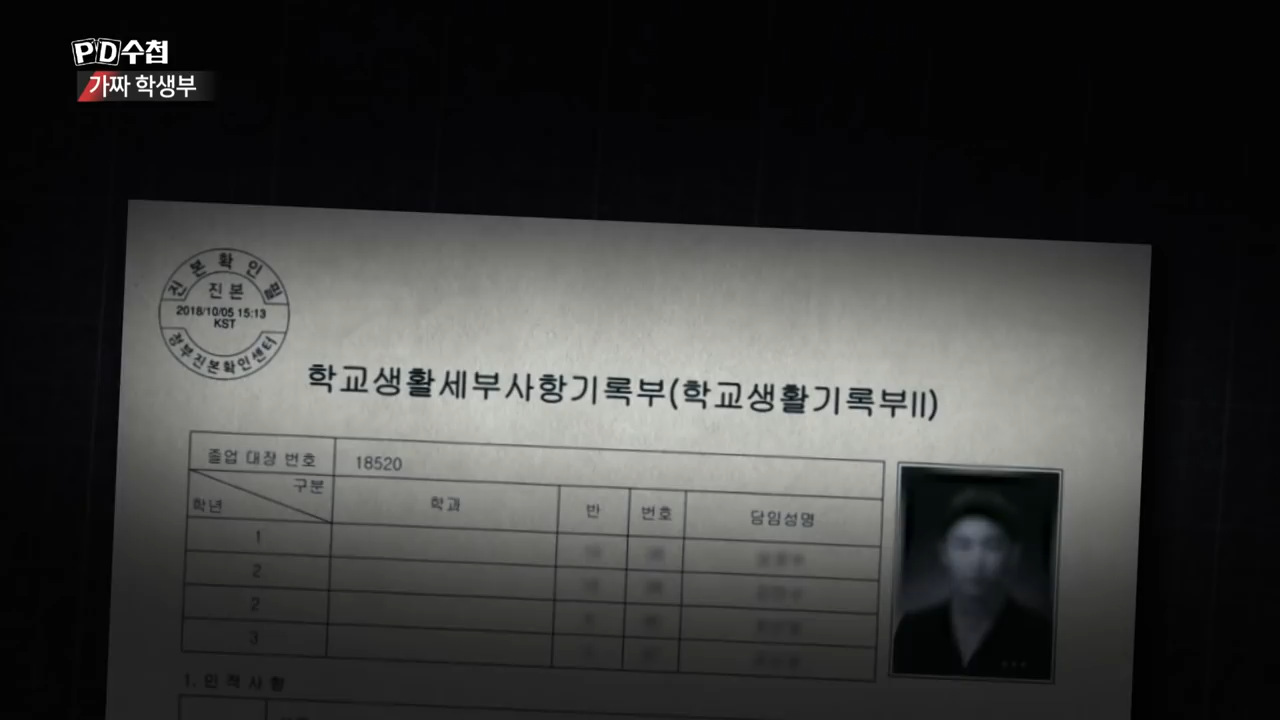 PD수첩
가짜 학생부
진본확인필
진본
2018/10/05 15:13
KST
정부진본확인센터
학교생활세부사항기록부(학교생활기록부II)
졸업 대장 번호 18520
구분
학년 학과 반 번호 담임성명
1
2
2
3
1. 인 적 사 항